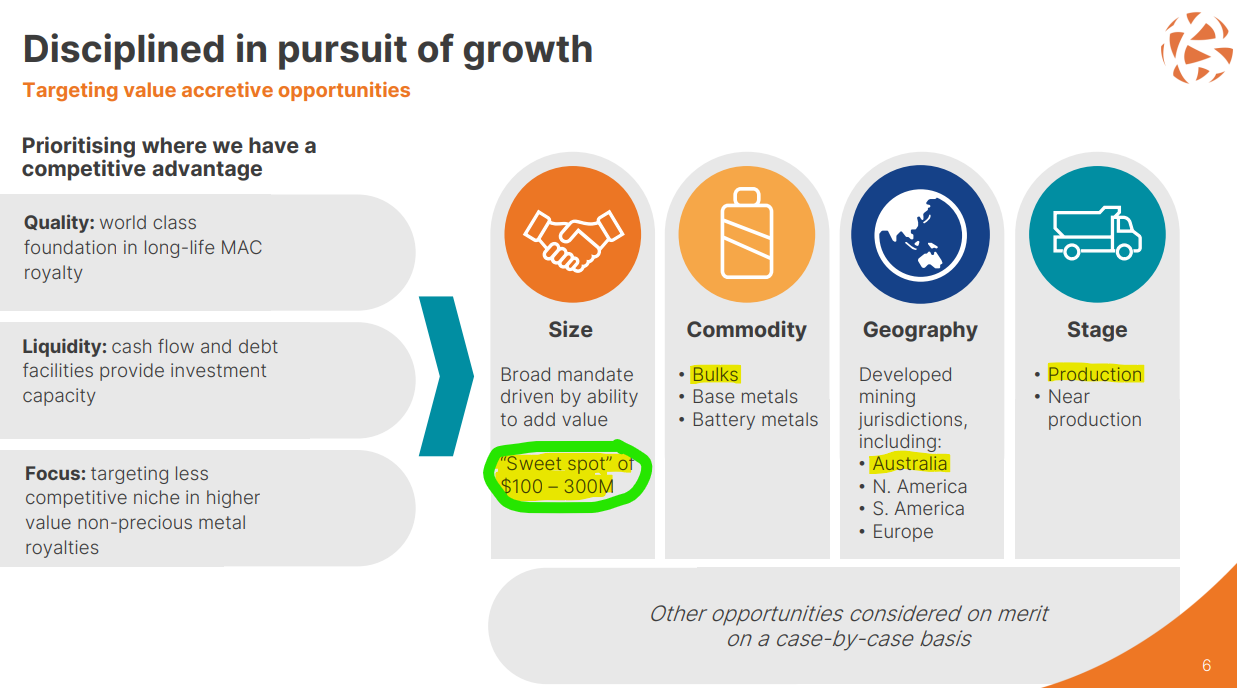 Disciplined in pursuit of growth
Targeting value accretive opportunities
Prioritising where we have a
competitive advantage
Quality: world class
foundation in long-life MAC
royalty
Liquidity: cash flow and debt
facilities provide investment
capacity
Focus: targeting less
competitive niche in higher
value non-precious metal
royalties
Size
Broad mandate
driven by ability
to add value
“Sweet spot” of
$100 – 300M
Commodity
• Bulks
• Base metals
• Battery metals
Geography
Developed
mining
jurisdictions,
including:
• Australia
• N. America
• S. America
• Europe
Stage
• Production
• Near
production
Other opportunities considered on merit
on a case-by-case basis
6